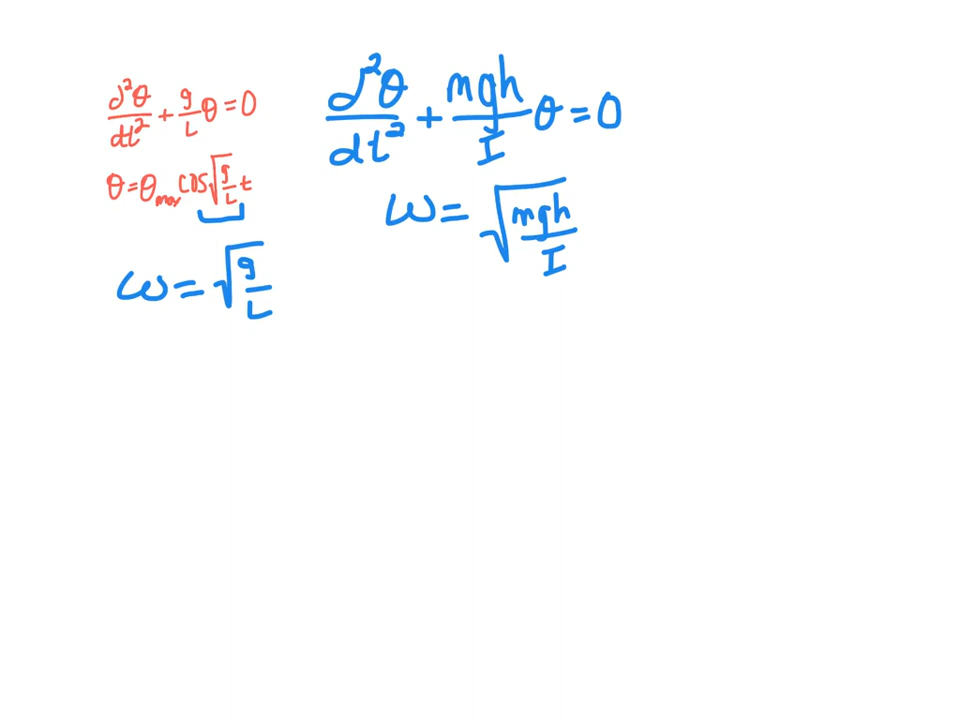 d²θ/dt² + g/L θ = 0
θ = θmax cos √(g/L) t
ω = √(g/L)
d²θ/dt² + mgh/I θ = 0
ω = √(mgh/I)